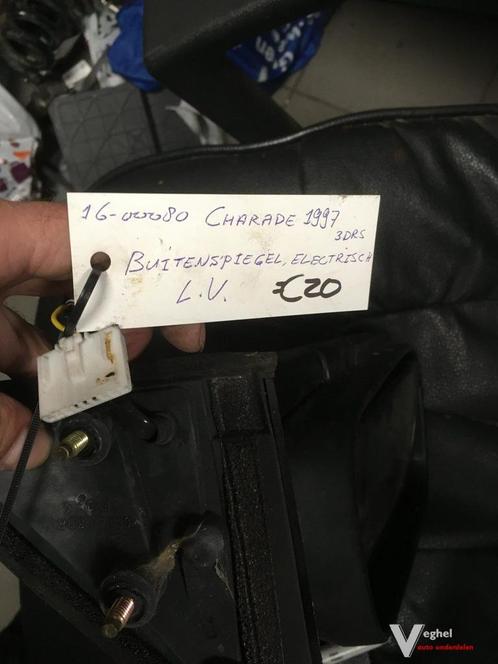 16-00080 CHARADE 1997
3DRS
BUITENSPIEGEL, ELECTRISCH
L.V. €20
Veghel
auto onderdelen